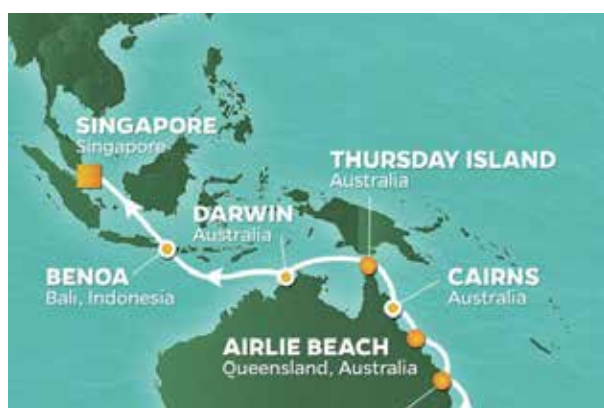 SINGAPORE
Singapore
THURSDAY ISLAND
Australia
DARWIN
Australia
BENOA
Bali, Indonesia
CAIRNS
Australia
AIRLIE BEACH
Queensland, Australia